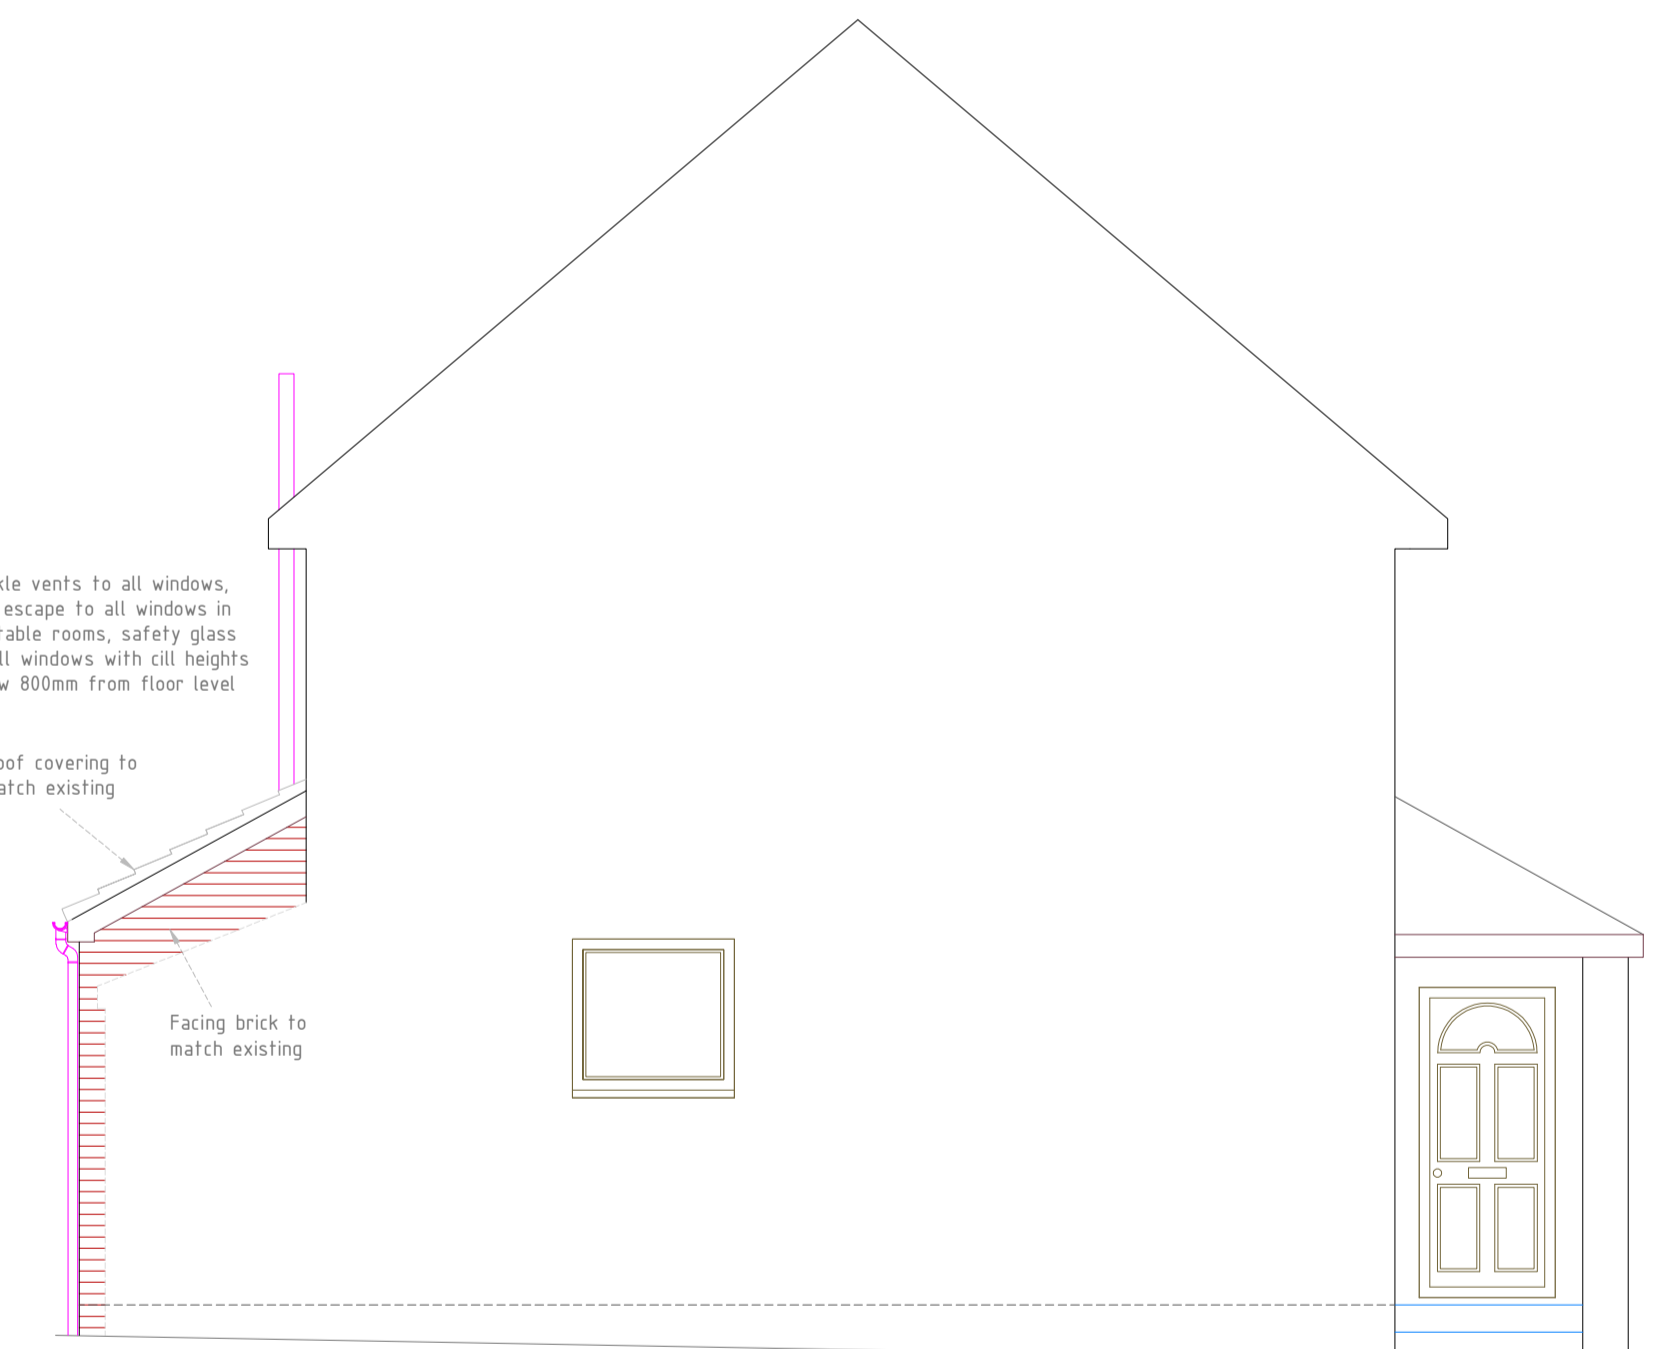 kle vents to all windows,
escape to all windows in
table rooms, safety glass
ll windows with cill heights
w 800mm from floor level
oof covering to
atch existing
Facing brick to
match existing